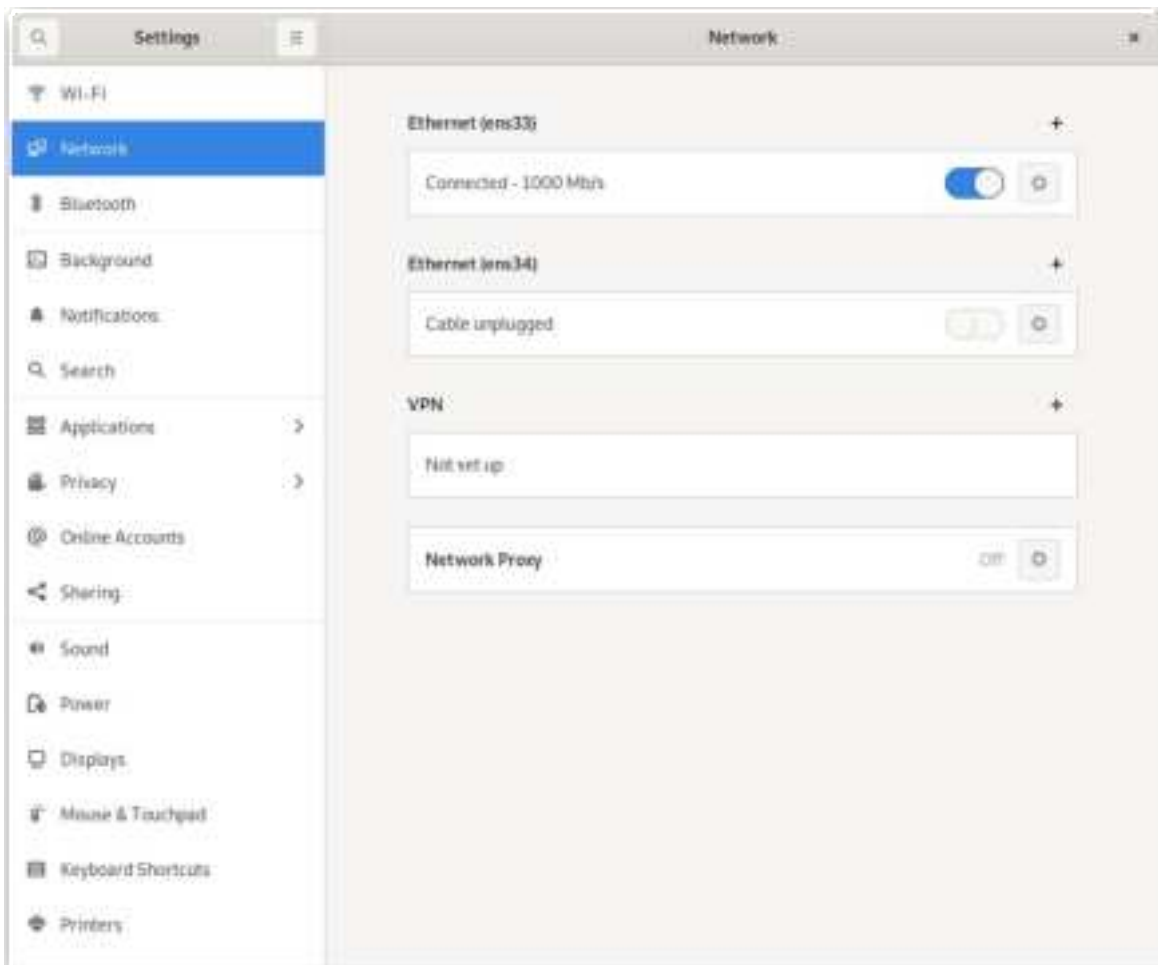 Settings
Network
Wi-Fi
Network
Bluetooth
Background
Notifications
Search
Applications
Privacy
Online Accounts
Sharing
Sound
Power
Displays
Mouse & Touchpad
Keyboard Shortcuts
Printers
Ethernet (ens33)
Connected - 1000 Mb/s
Ethernet (ens34)
Cable unplugged
VPN
Not set up
Network Proxy
Off